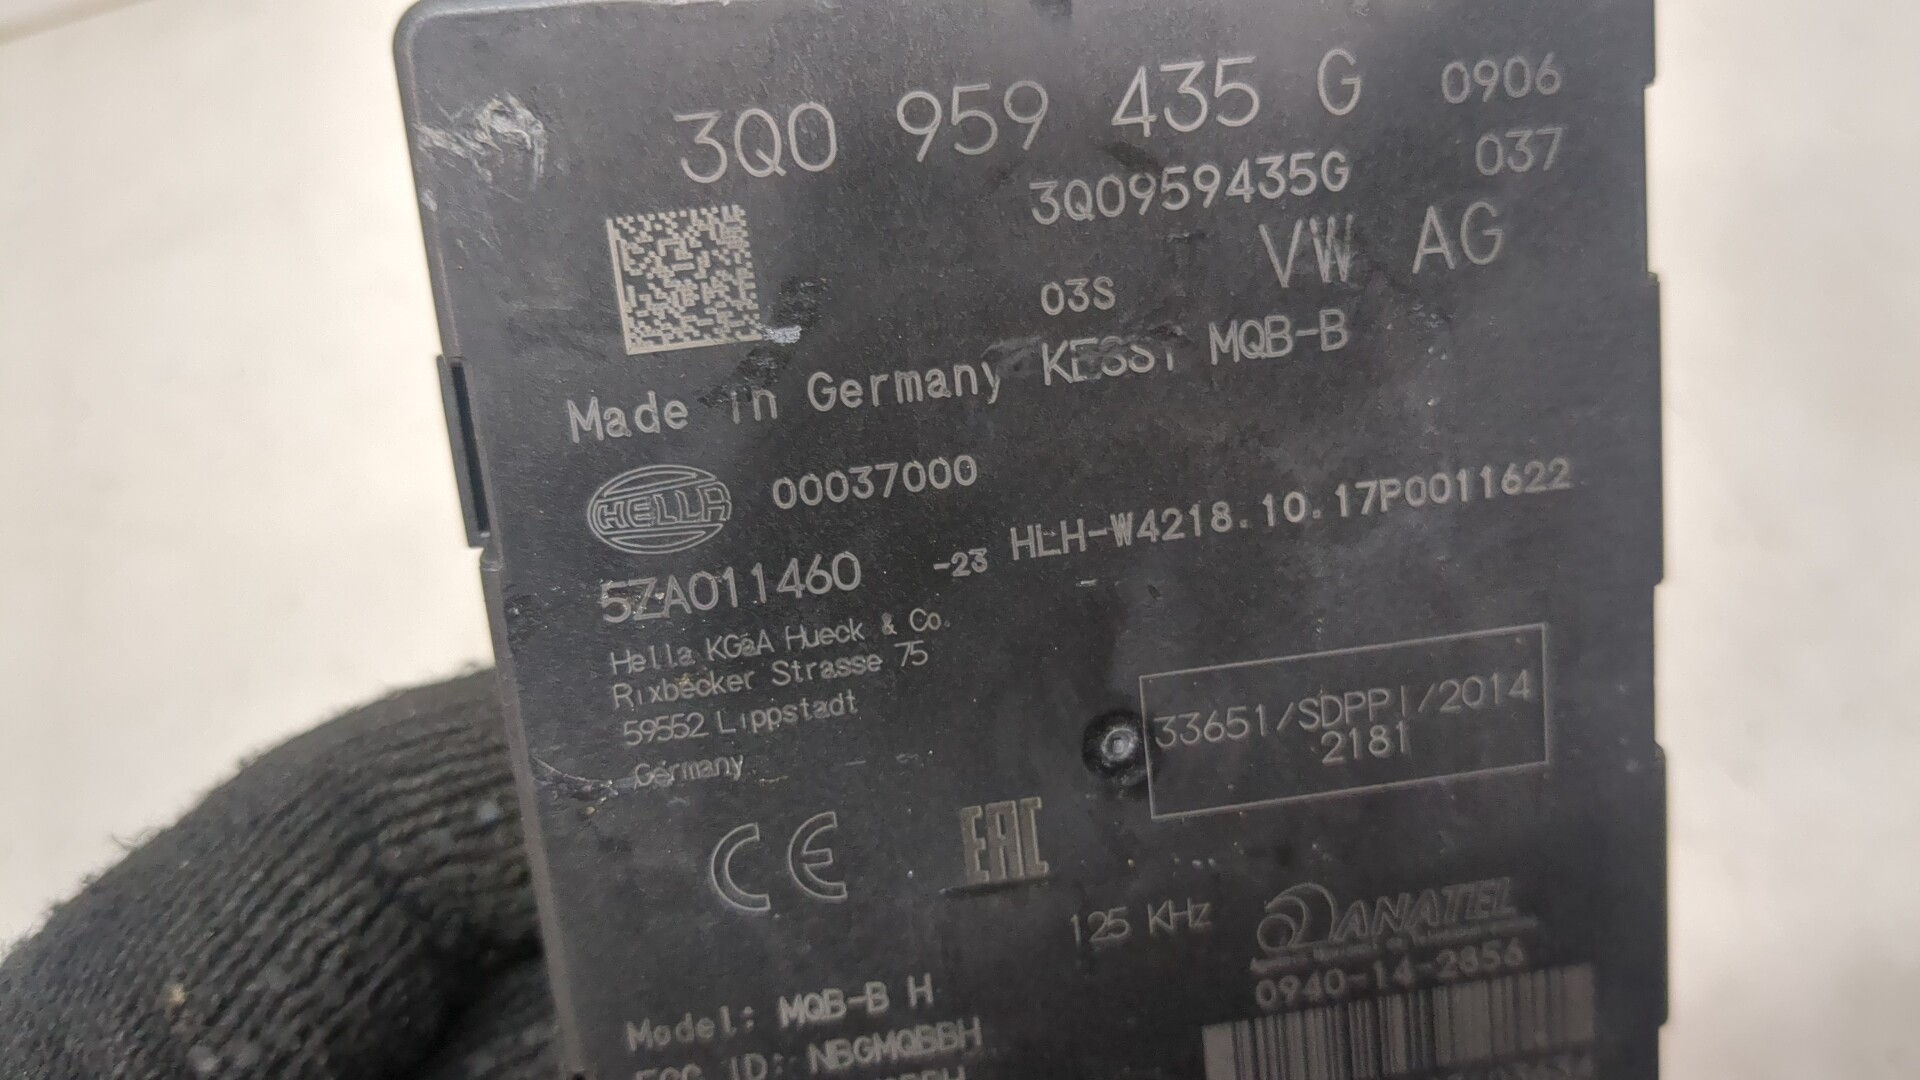 3Q0 959 435 G 0906
3Q0959435G 037
VW AG
03S
Made in Germany KESSY MQB-B
HELLA 00037000
5ZA011460 -23 HLH-W4218.10.17P0011622
Hella KGaA Hueck & Co.
Rixbecker Strasse 75
59552 Lippstadt
Germany
33651/SDPPI/2014
2181
CE EAC
125 KHz ANATEL
0940-14-2656
Model: MQB-B H
FCC ID: NBGMQBBH